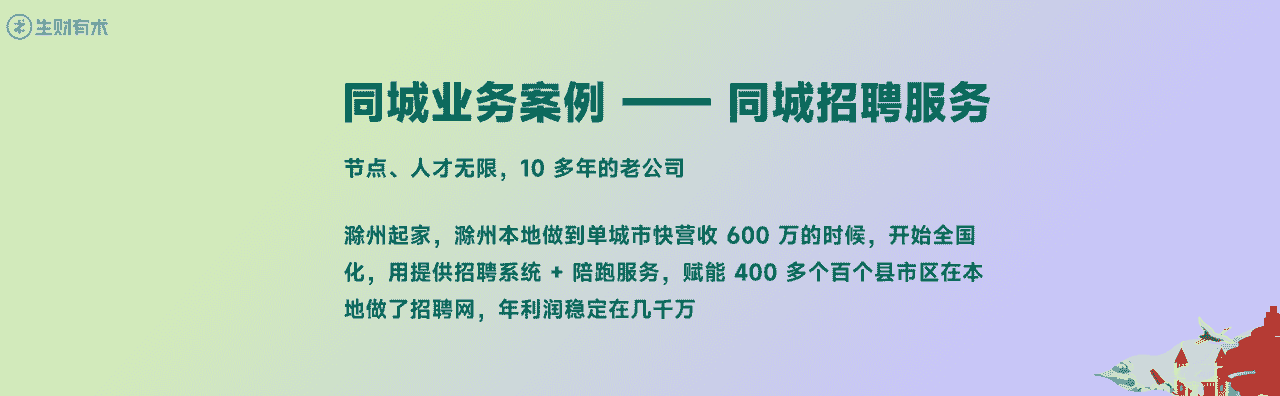 生财有术
同城业务案例 —— 同城招聘服务
节点、人才无限，10 多年的老公司
滁州起家，滁州本地做到单城市快营收 600 万的时候，开始全国
化，用提供招聘系统 + 陪跑服务，赋能 400 多个百个县市区在本
地做了招聘网，年利润稳定在几千万